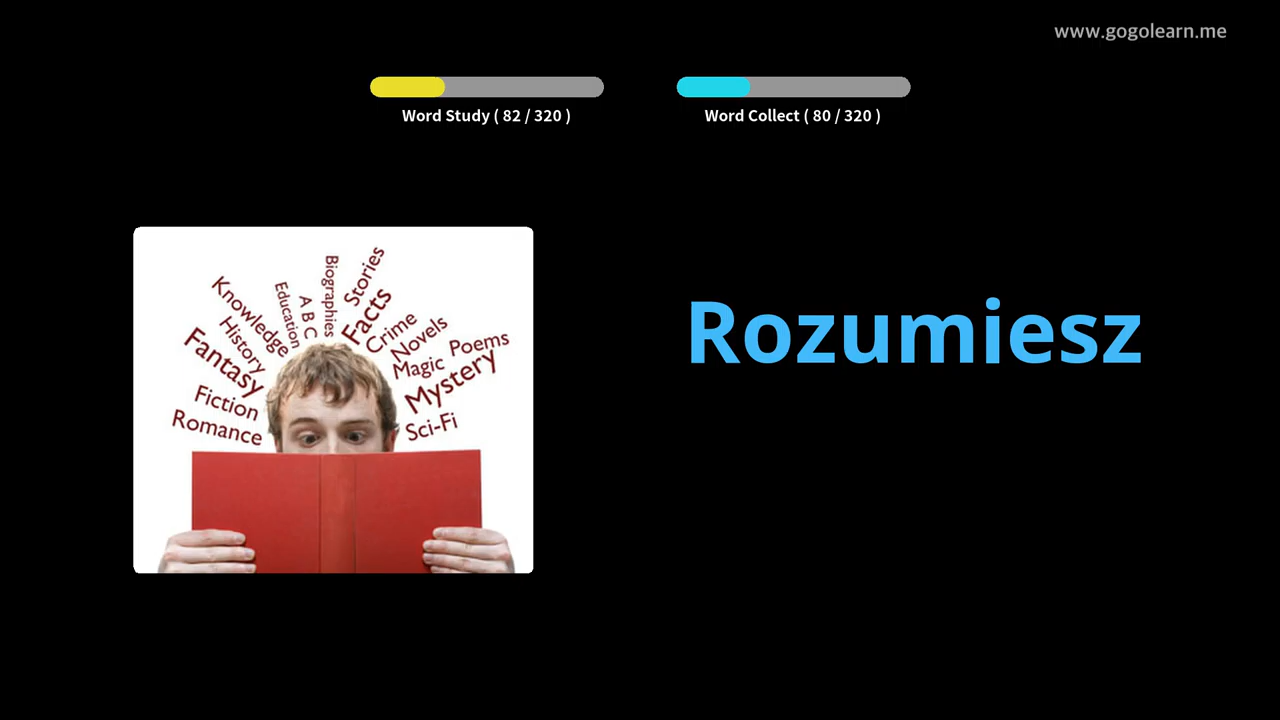 www.gogolearn.me
Word Study ( 82 / 320 )
Word Collect ( 80 / 320 )
Rozumiesz
Romance
Fiction
Fantasy
History
Knowledge
Education
A B C
Biographies
Stories
Facts
Crime
Novels
Magic
Poems
Mystery
Sci-Fi